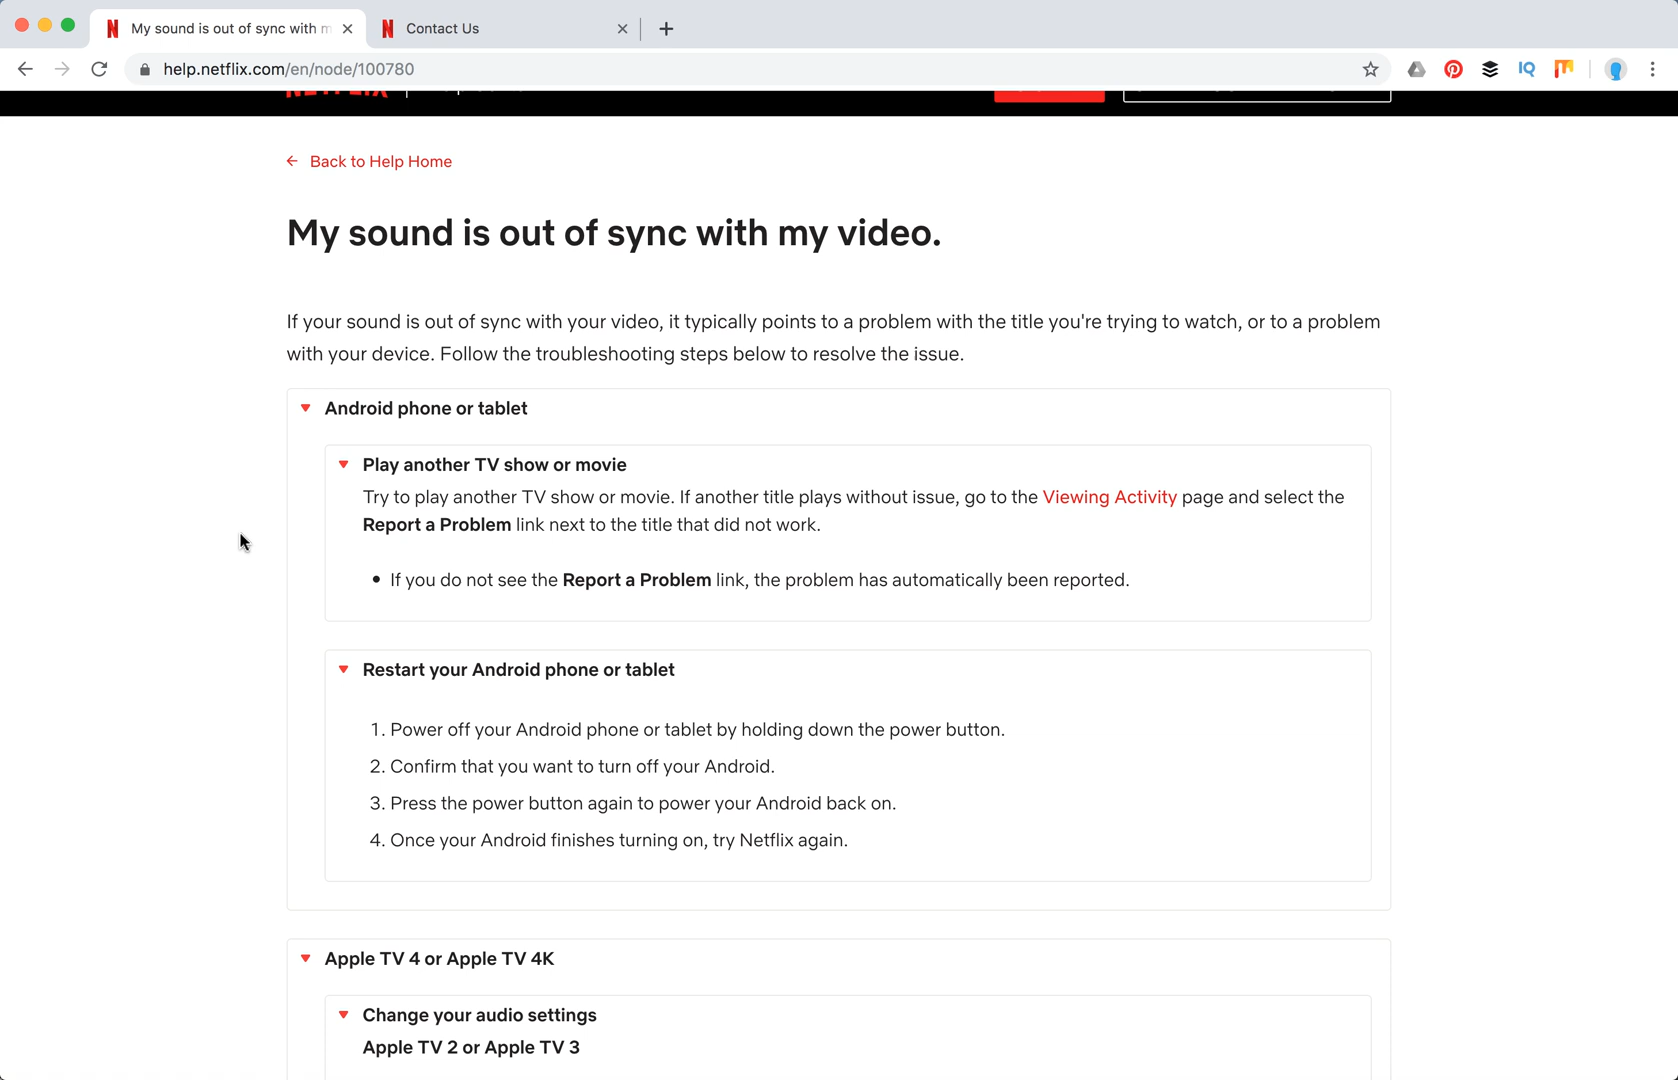 My sound is out of sync with m
Contact Us
help.netflix.com/en/node/100780
IQ
Back to Help Home
My sound is out of sync with my video.
If your sound is out of sync with your video, it typically points to a problem with the title you're trying to watch, or to a problem
with your device. Follow the troubleshooting steps below to resolve the issue.
Android phone or tablet
Play another TV show or movie
Try to play another TV show or movie. If another title plays without issue, go to the Viewing Activity page and select the
Report a Problem link next to the title that did not work.
• If you do not see the Report a Problem link, the problem has automatically been reported.
Restart your Android phone or tablet
1. Power off your Android phone or tablet by holding down the power button.
2. Confirm that you want to turn off your Android.
3. Press the power button again to power your Android back on.
4. Once your Android finishes turning on, try Netflix again.
Apple TV 4 or Apple TV 4K
Change your audio settings
Apple TV 2 or Apple TV 3